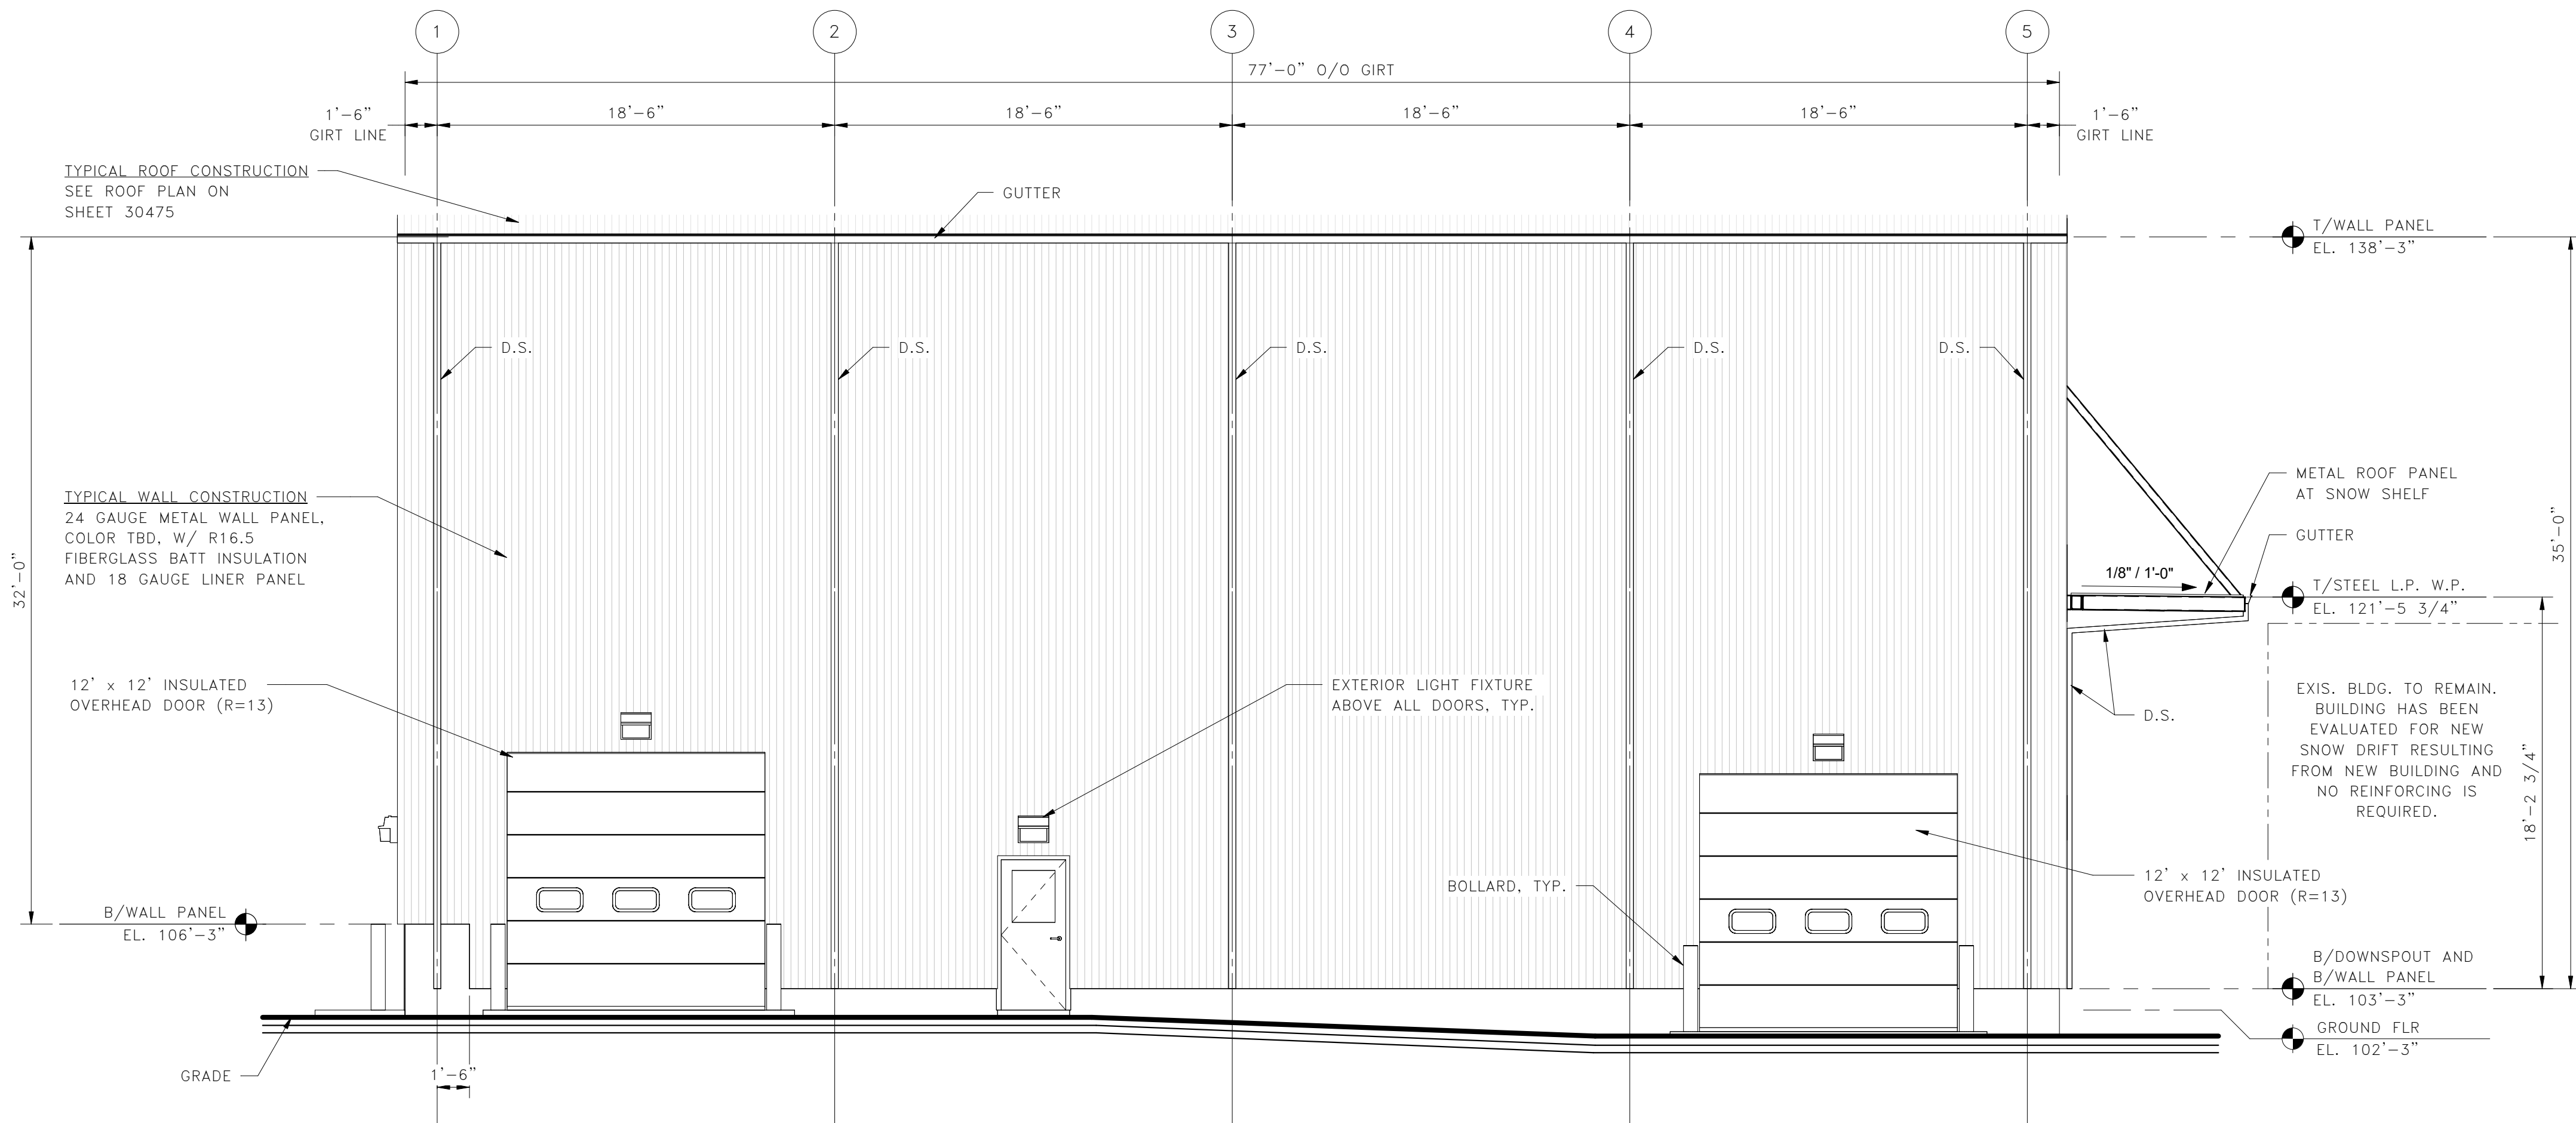 1
2
3
4
5
77'-0" O/O GIRT
1'-6"
GIRT LINE
18'-6"
18'-6"
18'-6"
18'-6"
1'-6"
GIRT LINE
TYPICAL ROOF CONSTRUCTION
SEE ROOF PLAN ON
SHEET 30475
GUTTER
T/WALL PANEL
EL. 138'-3"
D.S.
D.S.
D.S.
D.S.
D.S.
TYPICAL WALL CONSTRUCTION
24 GAUGE METAL WALL PANEL,
COLOR TBD, W/ R16.5
FIBERGLASS BATT INSULATION
AND 18 GAUGE LINER PANEL
32'-0"
METAL ROOF PANEL
AT SNOW SHELF
GUTTER
35'-0"
1/8" / 1'-0"
T/STEEL L.P. W.P.
EL. 121'-5 3/4"
12' x 12' INSULATED
OVERHEAD DOOR (R=13)
EXTERIOR LIGHT FIXTURE
ABOVE ALL DOORS, TYP.
D.S.
EXIS. BLDG. TO REMAIN.
BUILDING HAS BEEN
EVALUATED FOR NEW
SNOW DRIFT RESULTING
FROM NEW BUILDING AND
NO REINFORCING IS
REQUIRED.
18'-2 3/4"
BOLLARD, TYP.
12' x 12' INSULATED
OVERHEAD DOOR (R=13)
B/WALL PANEL
EL. 106'-3"
B/DOWNSPOUT AND
B/WALL PANEL
EL. 103'-3"
GROUND FLR
EL. 102'-3"
GRADE
1'-6"